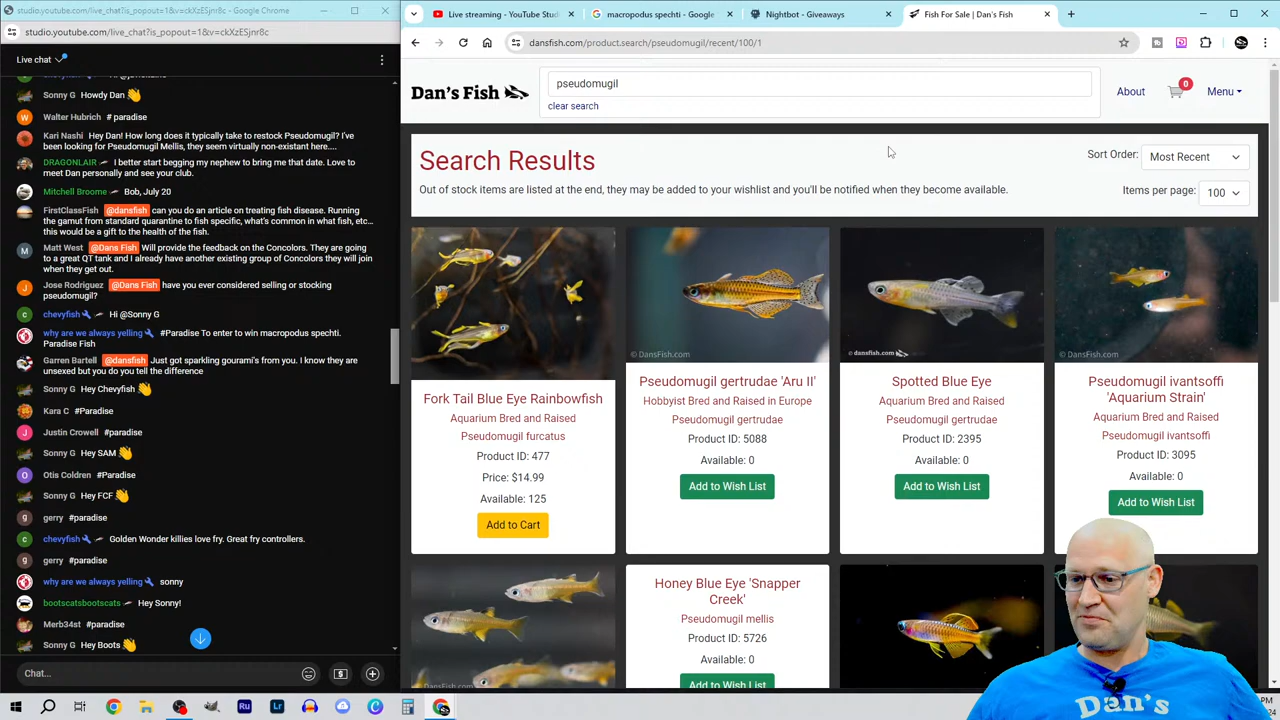 studio.youtube.com/live_chat?is_popout=1&v=ckXzESJnr8c - Google Chrome
studio.youtube.com/live_chat?is_popout=1&v=ckXzESJnr8c
Live chat
Sonny G Howdy Dan
Walter Hubrich # paradise
Kari Nashi Hey Dan! How long does it typically take to restock Pseudomugil? I've
been looking for Pseudomugil Mellis, they seem virtually non-existent here....
DRAGONLAIR I better start begging my nephew to bring me that date. Love to
meet Dan personally and see your club.
Mitchell Broome Bob, July 20
FirstClassFish @dansfish can you do an article on treating fish disease. Running
the gamut from standard quarantine to fish specific, what's common in what fish, etc...
this would be a gift to the health of the fish.
Matt West @Dans Fish Will provide the feedback on the Concolors. They are going
to a great QT tank and I already have another existing group of Concolors they will join
when they get out.
Jose Rodriguez @Dans Fish have you ever considered selling or stocking
pseudomugil?
chevyfish Hi @Sonny G
why are we always yelling #Paradise To enter to win macropodus spechti.
Paradise Fish
Garren Bartell @dansfish Just got sparkling gourami's from you. I know they are
unsexed but you do you tell the difference
Sonny G Hey Chevyfish
Kara C #Paradise
Justin Crowell #paradise
Sonny G Hey SAM
Otis Coldren #Paradise
Sonny G Hey FCF
gerry #paradise
chevyfish Golden Wonder killies love fry. Great fry controllers.
gerry #paradise
why are we always yelling sonny
bootscatsbootscats Hey Sonny!
Merb34st #paradise
Sonny G Hey Boots
Chat...
Live streaming - YouTube Studi
macropodus spechti - Google
Nightbot - Giveaways
Fish For Sale | Dan's Fish
dansfish.com/product.search/pseudomugil/recent/100/1
Dan's Fish
pseudomugil
clear search
About
0
Menu
Search Results
Out of stock items are listed at the end, they may be added to your wishlist and you'll be notified when they become available.
Sort Order: Most Recent
Items per page: 100
Fork Tail Blue Eye Rainbowfish
Aquarium Bred and Raised
Pseudomugil furcatus
Product ID: 477
Price: $14.99
Available: 125
Add to Cart
© DansFish.com
Pseudomugil gertrudae 'Aru II'
Hobbyist Bred and Raised in Europe
Pseudomugil gertrudae
Product ID: 5088
Available: 0
Add to Wish List
© dansfish.com
Spotted Blue Eye
Aquarium Bred and Raised
Pseudomugil gertrudae
Product ID: 2395
Available: 0
Add to Wish List
© DansFish.com
Pseudomugil ivantsoffi
'Aquarium Strain'
Aquarium Bred and Raised
Pseudomugil ivantsoffi
Product ID: 3095
Available: 0
Add to Wish List
© DansFish.com
Honey Blue Eye 'Snapper
Creek'
Pseudomugil mellis
Product ID: 5726
Available: 0
Add to Wish List
Ru
Lr
Dan's